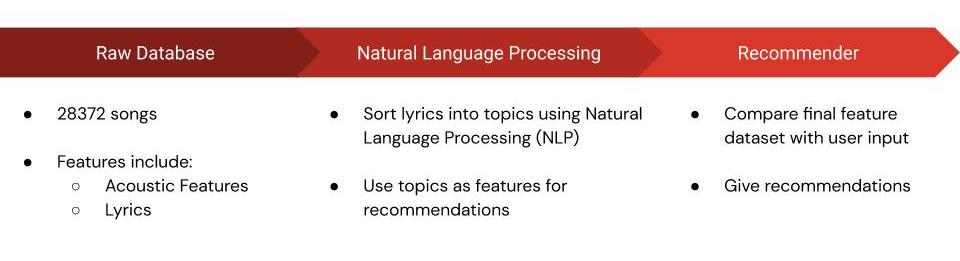 Raw Database
Natural Language Processing
Recommender
● 28372 songs
● Features include:
○ Acoustic Features
○ Lyrics
● Sort lyrics into topics using Natural
Language Processing (NLP)
● Use topics as features for
recommendations
● Compare final feature
dataset with user input
● Give recommendations